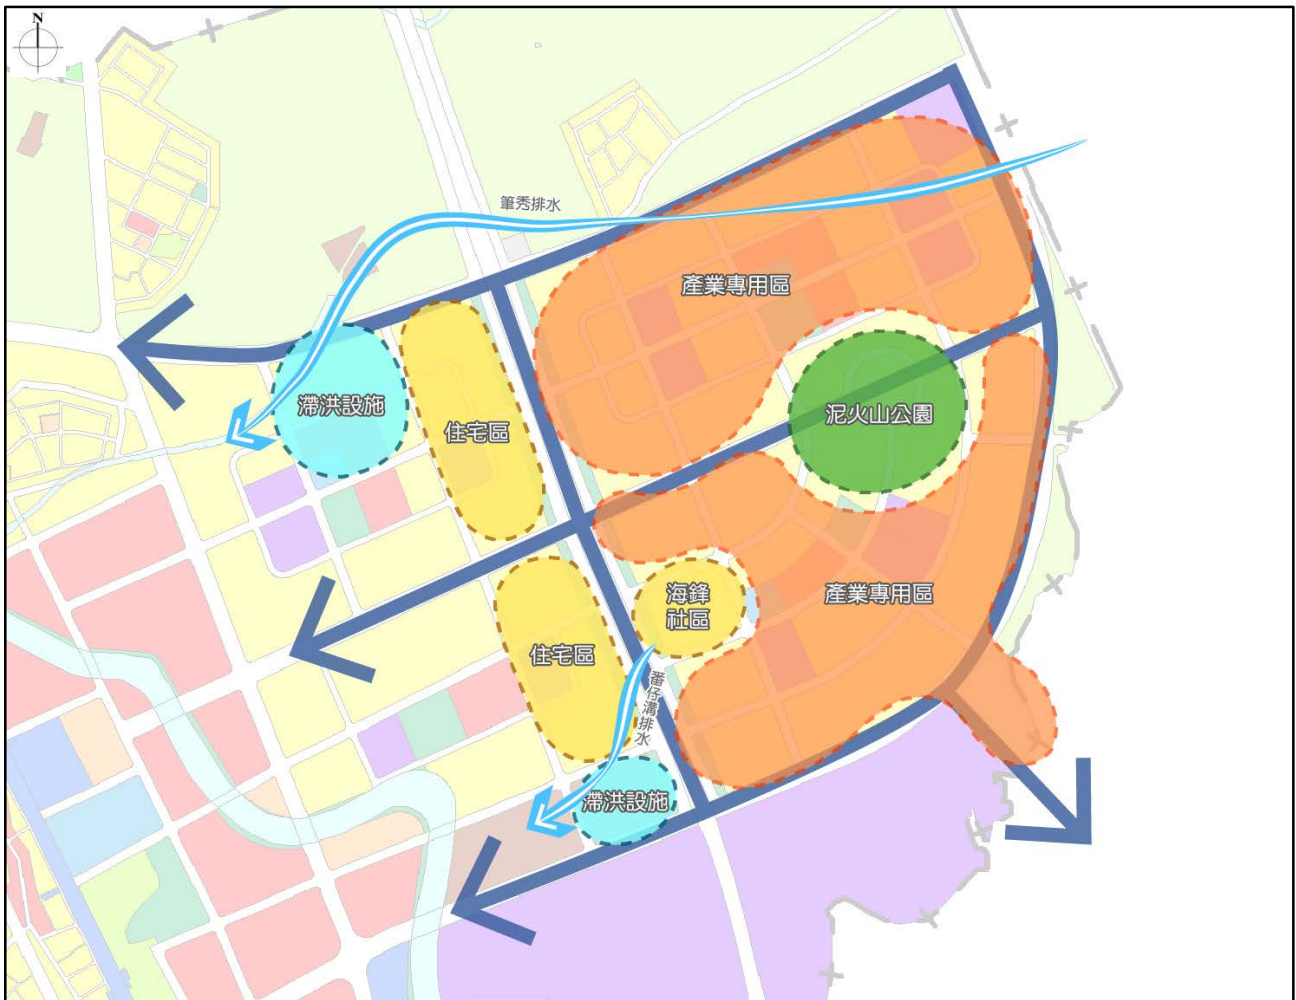 N
筆秀排水
產業專用區
滯洪設施
住宅區
泥火山公園
海鋒
社區
產業專用區
住宅區
番仔溝排水
滯洪設施